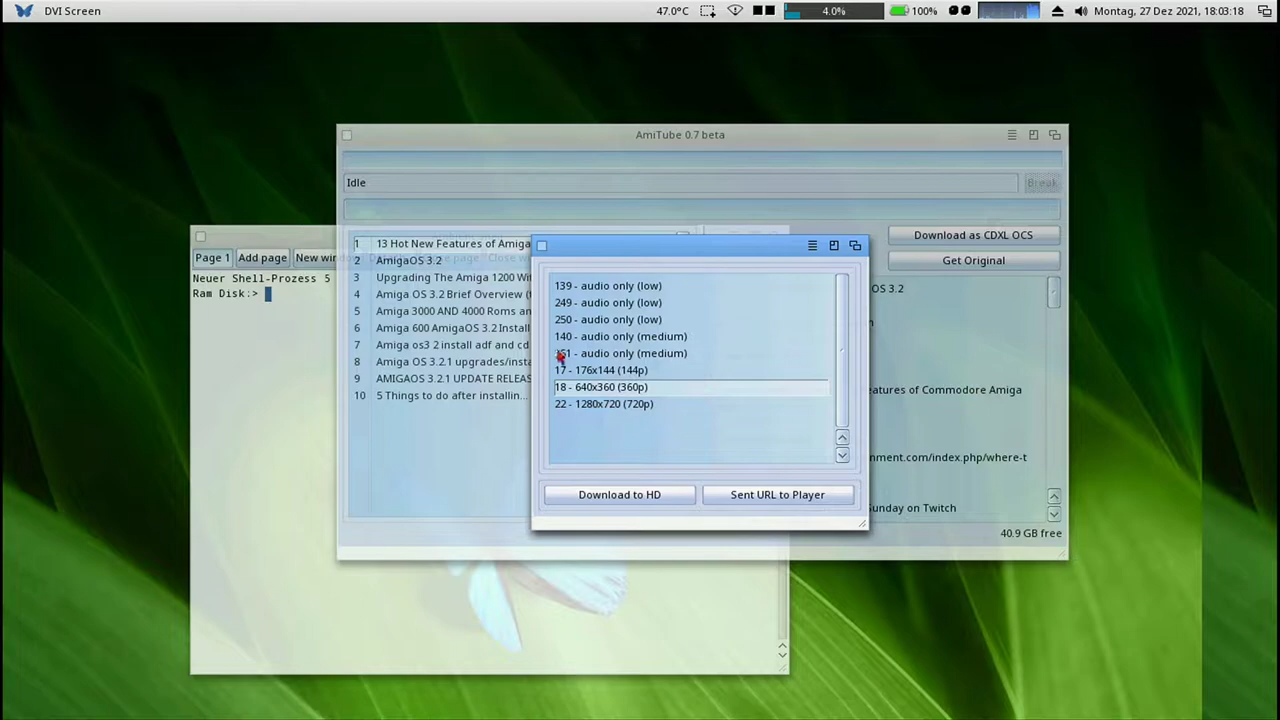 DVI Screen
47.0°C
4.0%
100%
Montag, 27 Dez 2021, 18:03:18
AmiTube 0.7 beta
Idle
Break
Download as CDXL OCS
Get Original
Page 1
Add page
New wind
Neuer Shell-Prozess 5
Ram Disk:>
1 13 Hot New Features of Amiga
2 AmigaOS 3.2
3 Upgrading The Amiga 1200 Wit
4 Amiga OS 3.2 Brief Overview (
5 Amiga 3000 AND 4000 Roms an
6 Amiga 600 AmigaOS 3.2 Install
7 Amiga os3 2 install adf and cd
8 Amiga OS 3.2.1 upgrades/insta
9 AMIGAOS 3.2.1 UPDATE RELEAS
10 5 Things to do after installin...
139 - audio only (low)
249 - audio only (low)
250 - audio only (low)
140 - audio only (medium)
- audio only (medium)
17 - 176x144 (144p)
18 - 640x360 (360p)
22 - 1280x720 (720p)
Download to HD
Sent URL to Player
OS 3.2
eatures of Commodore Amiga
nment.com/index.php/where-t
Sunday on Twitch
40.9 GB free